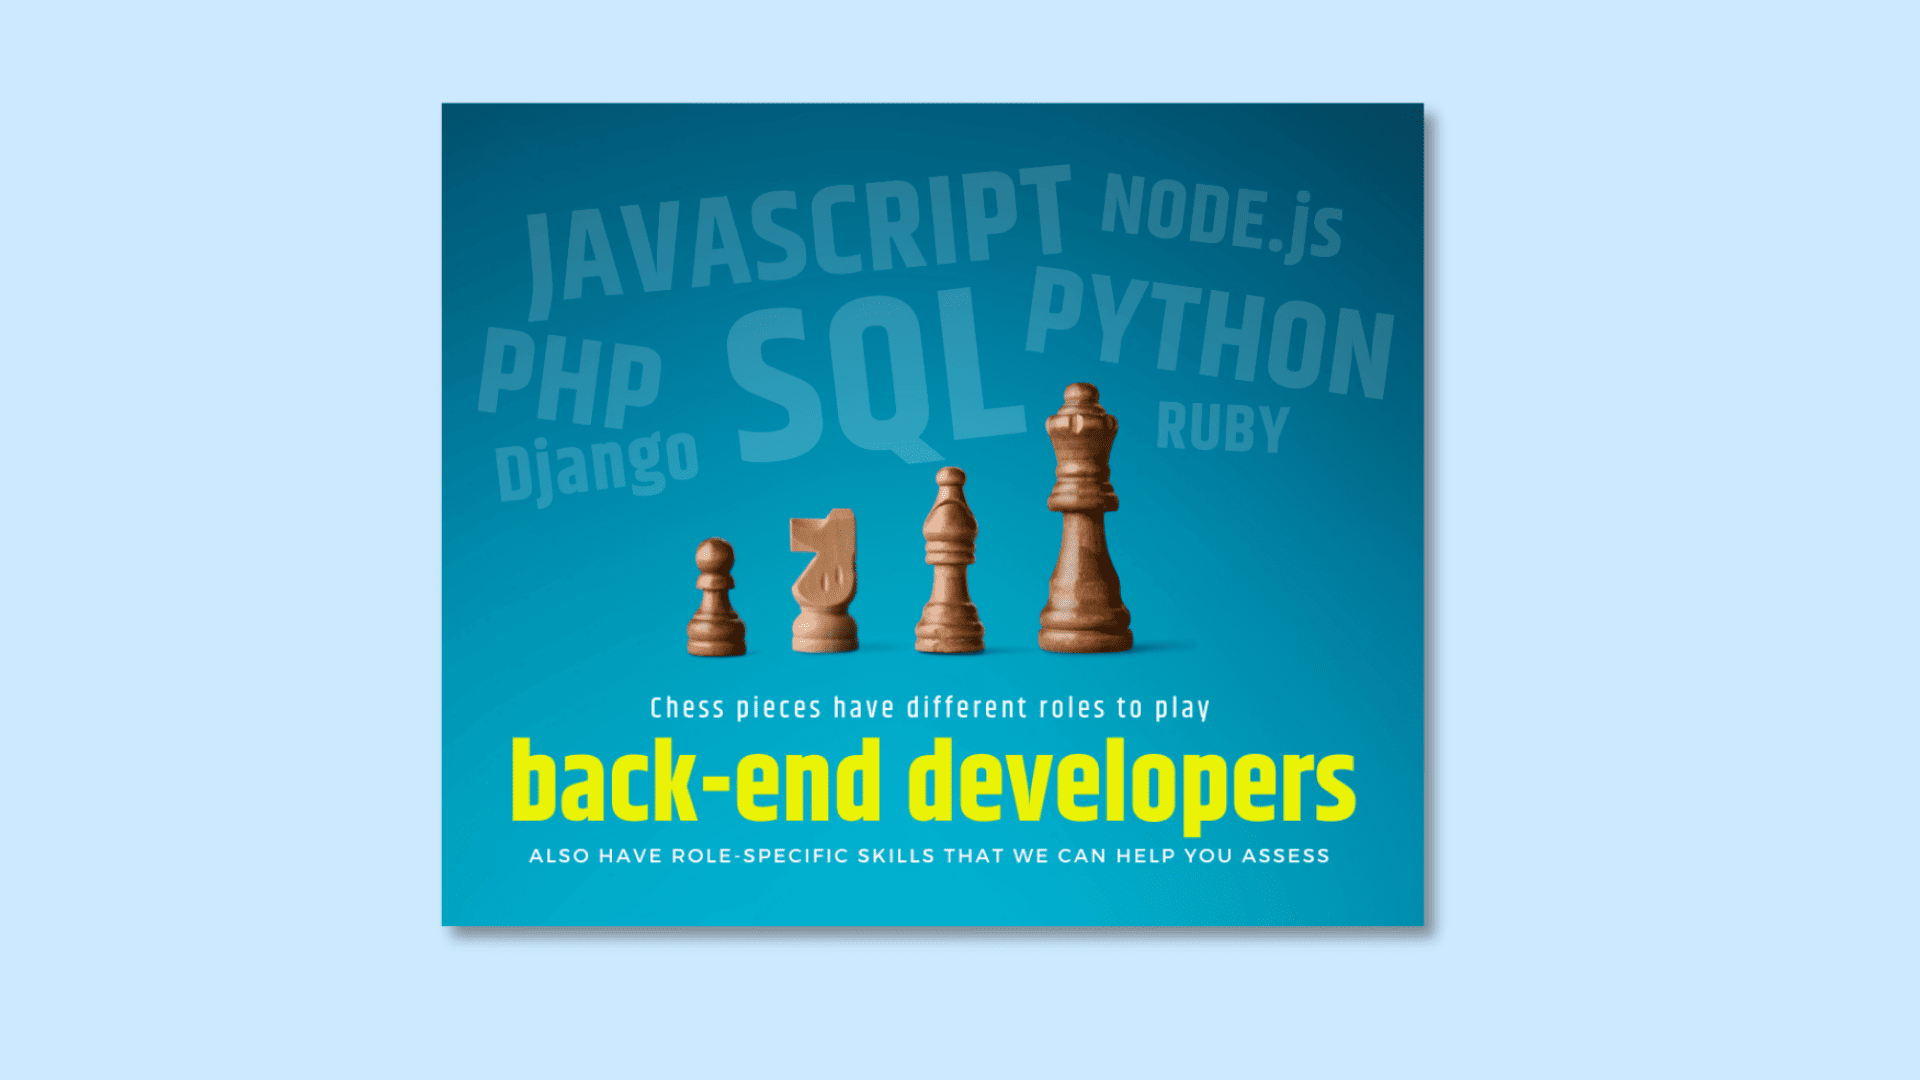 JAVASCRIPT
NODE.js
PHP
SQL
PYTHON
Django
RUBY
Chess pieces have different roles to play
back-end developers
ALSO HAVE ROLE-SPECIFIC SKILLS THAT WE CAN HELP YOU ASSESS